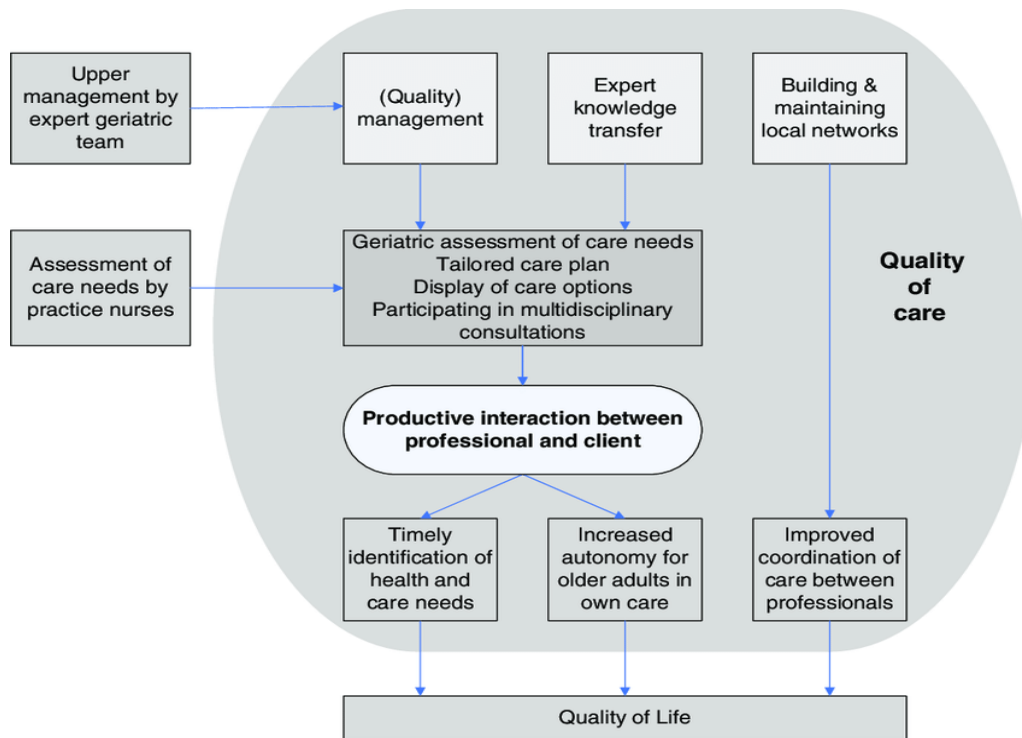 Upper
management by
expert geriatric
team
(Quality)
management
Expert
knowledge
transfer
Building &
maintaining
local networks
Assessment of
care needs by
practice nurses
Geriatric assessment of care needs
Tailored care plan
Display of care options
Participating in multidisciplinary
consultations
Quality
of
care
Productive interaction between
professional and client
Timely
identification of
health and
care needs
Increased
autonomy for
older adults in
own care
Improved
coordination of
care between
professionals
Quality of Life